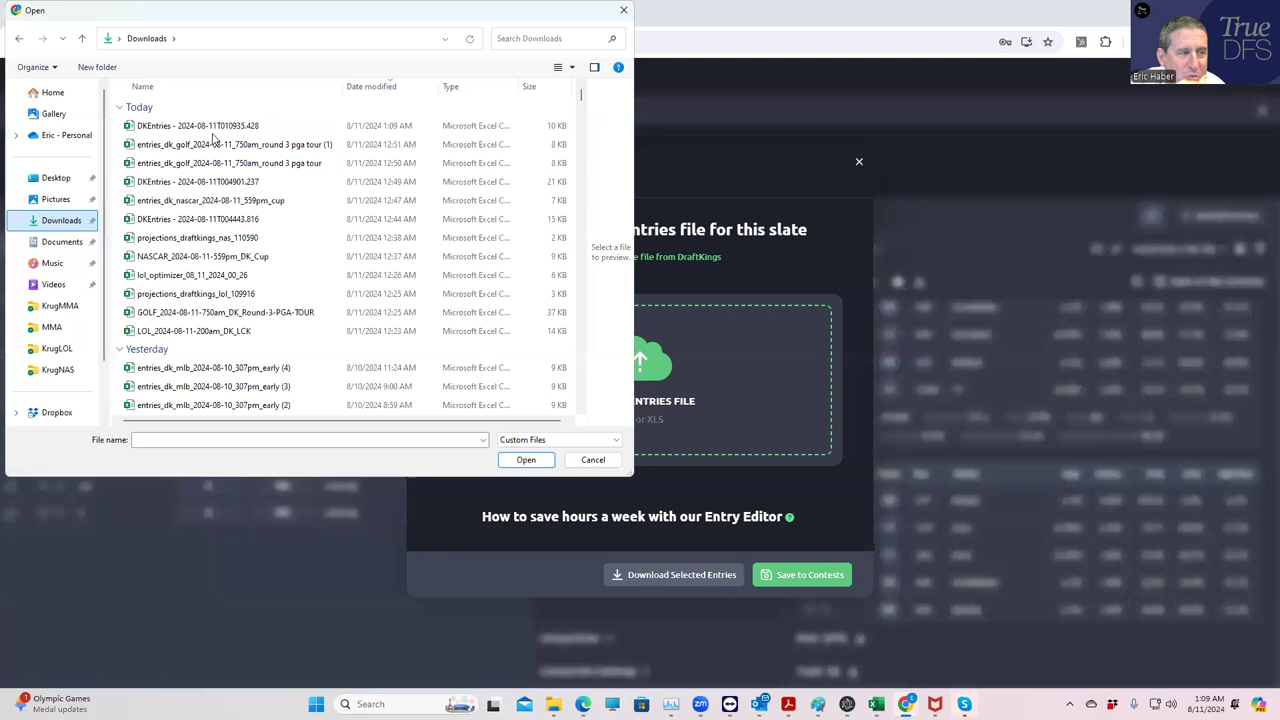 Open
Downloads
Search Downloads
Organize
New folder
Name
Date modified
Type
Size
Home
Gallery
Eric - Personal
Desktop
Pictures
Downloads
Documents
Music
Videos
KrugMMA
MMA
KrugLOL
KrugNAS
Dropbox
Today
DKEntries - 2024-08-11T010935.428 8/11/2024 1:09 AM Microsoft Excel C... 10 KB
entries_dk_golf_2024-08-11_750am_round 3 pga tour (1) 8/11/2024 12:51 AM Microsoft Excel C... 8 KB
entries_dk_golf_2024-08-11_750am_round 3 pga tour 8/11/2024 12:50 AM Microsoft Excel C... 8 KB
DKEntries - 2024-08-11T004901.237 8/11/2024 12:49 AM Microsoft Excel C... 21 KB
entries_dk_nascar_2024-08-11_559pm_cup 8/11/2024 12:47 AM Microsoft Excel C... 7 KB
DKEntries - 2024-08-11T004443.816 8/11/2024 12:44 AM Microsoft Excel C... 15 KB
projections_draftkings_nas_110590 8/11/2024 12:38 AM Microsoft Excel C... 2 KB
NASCAR_2024-08-11-559pm_DK_Cup 8/11/2024 12:37 AM Microsoft Excel C... 9 KB
lol_optimizer_08_11_2024_00_26 8/11/2024 12:26 AM Microsoft Excel C... 6 KB
projections_draftkings_lol_109916 8/11/2024 12:25 AM Microsoft Excel C... 3 KB
GOLF_2024-08-11-750am_DK_Round-3-PGA-TOUR 8/11/2024 12:25 AM Microsoft Excel C... 37 KB
LOL_2024-08-11-200am_DK_LCK 8/11/2024 12:23 AM Microsoft Excel C... 14 KB
Yesterday
entries_dk_mlb_2024-08-10_307pm_early (4) 8/10/2024 11:24 AM Microsoft Excel C... 9 KB
entries_dk_mlb_2024-08-10_307pm_early (3) 8/10/2024 9:00 AM Microsoft Excel C... 9 KB
entries_dk_mlb_2024-08-10_307pm_early (2) 8/10/2024 8:59 AM Microsoft Excel C... 9 KB
Select a file
to preview.
File name:
Custom Files
Open
Cancel
ntries file for this slate
e file from DraftKings
ENTRIES FILE
or XLS
How to save hours a week with our Entry Editor
Download Selected Entries
Save to Contests
Eric Haber
True
DFS
Olympic Games
Medal updates
Search
1:09 AM
8/11/2024